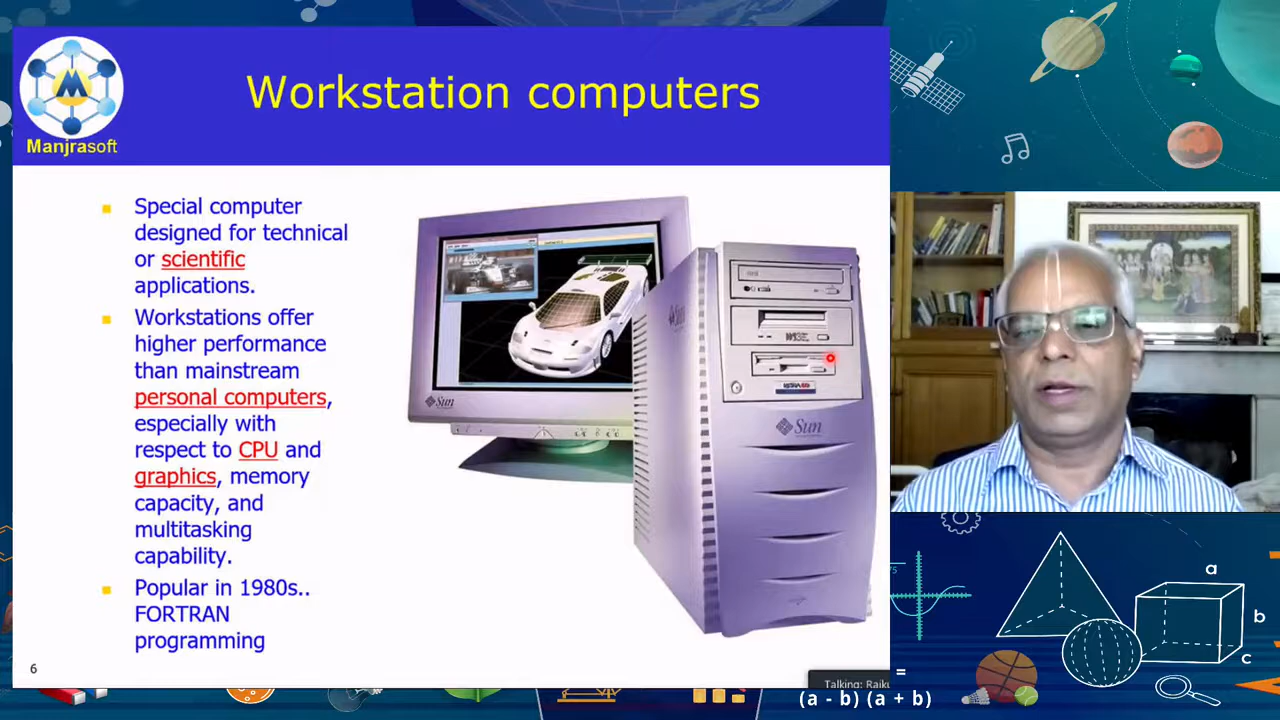 Workstation computers
Manjrasoft
Special computer
designed for technical
or scientific
applications.
Workstations offer
higher performance
than mainstream
personal computers,
especially with
respect to CPU and
graphics, memory
capacity, and
multitasking
capability.
Popular in 1980s..
FORTRAN
programming
Sun
Sun
6
a
b
c
=
(a - b) (a + b)